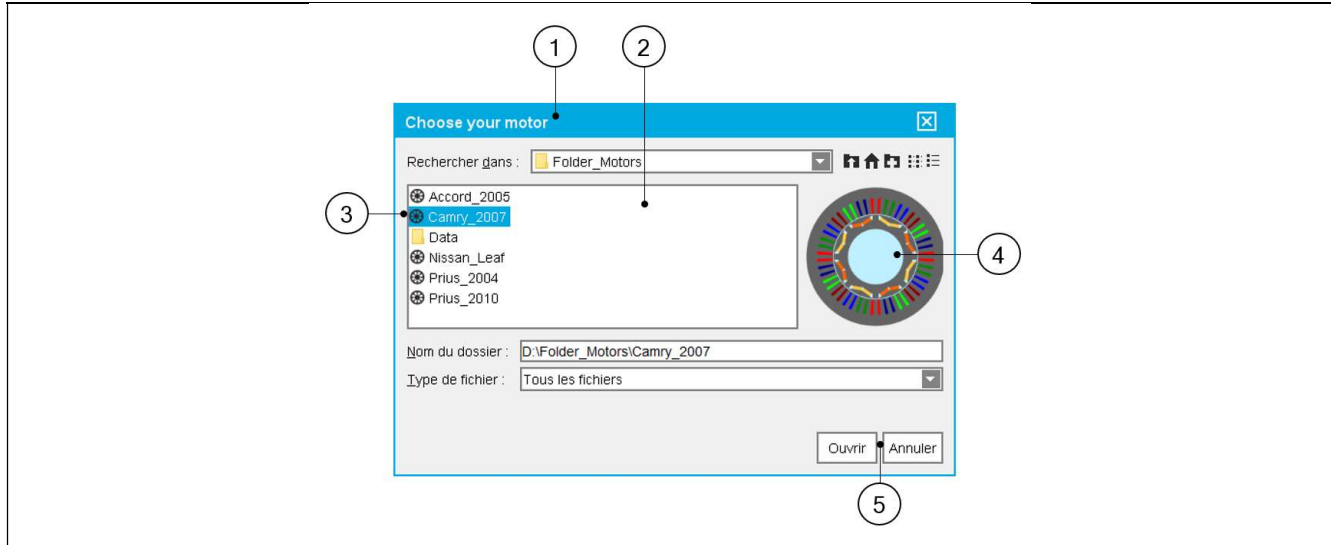 1
2
Choose your motor
Rechercher dans :
Folder_Motors
Accord_2005
3
Camry_2007
Data
4
Nissan_Leaf
Prius_2004
Prius_2010
Nom du dossier :
D:\Folder_Motors\Camry_2007
Type de fichier :
Tous les fichiers
Ouvrir
Annuler
5